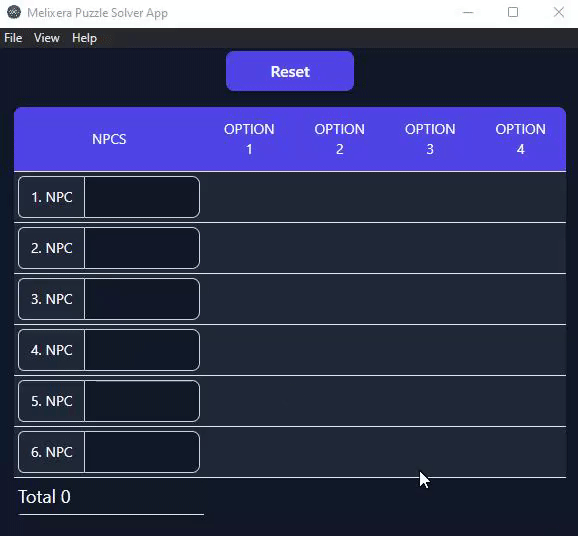 Melixera Puzzle Solver App
File View Help
Reset
NPCS OPTION 1 OPTION 2 OPTION 3 OPTION 4
1. NPC
2. NPC
3. NPC
4. NPC
5. NPC
6. NPC
Total 0